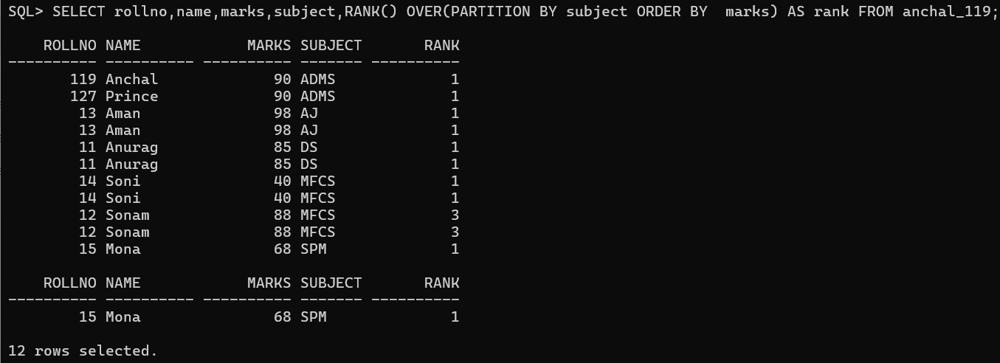 SQL> SELECT rollno,name,marks,subject,RANK() OVER(PARTITION BY subject ORDER BY  marks) AS rank FROM anchal_119;
    ROLLNO NAME            MARKS SUBJECT       RANK
---------- ---------- ---------- ------- ----------
       119 Anchal             90 ADMS             1
       127 Prince             90 ADMS             1
        13 Aman               98 AJ               1
        13 Aman               98 AJ               1
        11 Anurag             85 DS               1
        11 Anurag             85 DS               1
        14 Soni               40 MFCS             1
        14 Soni               40 MFCS             1
        12 Sonam              88 MFCS             3
        12 Sonam              88 MFCS             3
        15 Mona               68 SPM              1
    ROLLNO NAME            MARKS SUBJECT       RANK
---------- ---------- ---------- ------- ----------
        15 Mona               68 SPM              1
12 rows selected.